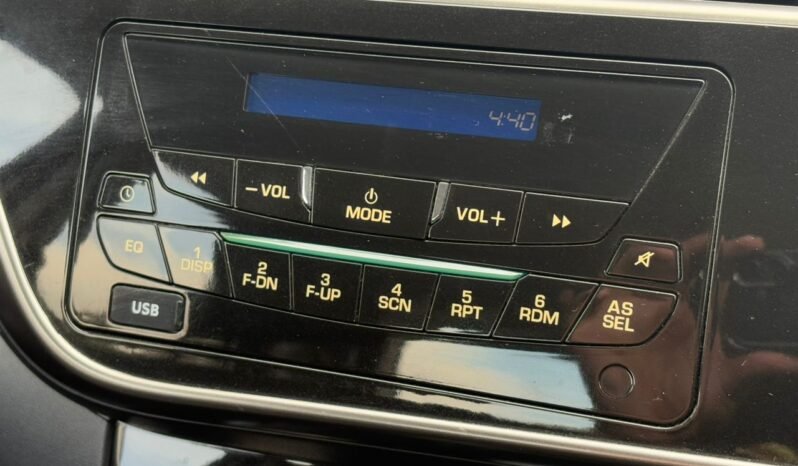 4:40
- VOL
MODE
VOL +
EQ
1
DISP
2
F-DN
3
F-UP
4
SCN
5
RPT
6
RDM
AS
SEL
USB